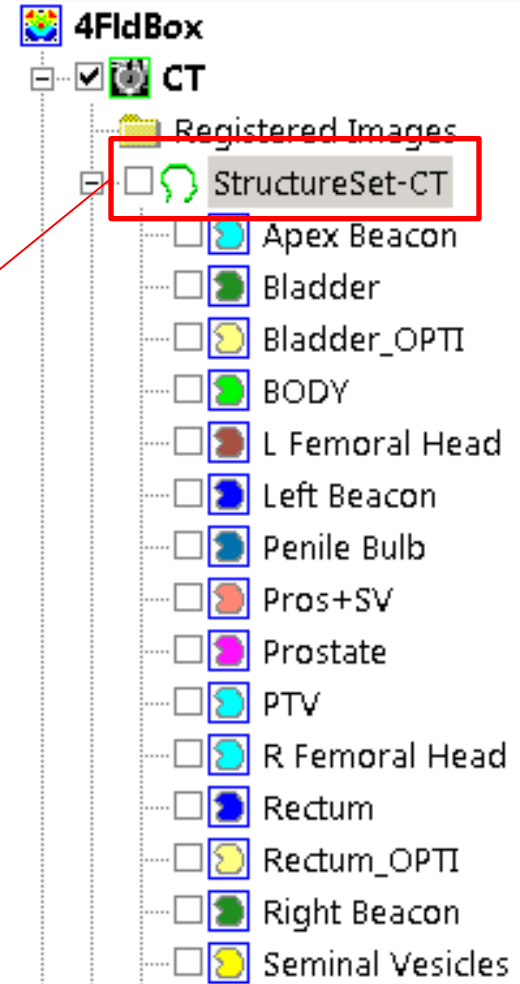 4FldBox
CT
Registered Images
StructureSet-CT
Apex Beacon
Bladder
Bladder_OPTI
BODY
L Femoral Head
Left Beacon
Penile Bulb
Pros+SV
Prostate
PTV
R Femoral Head
Rectum
Rectum_OPTI
Right Beacon
Seminal Vesicles